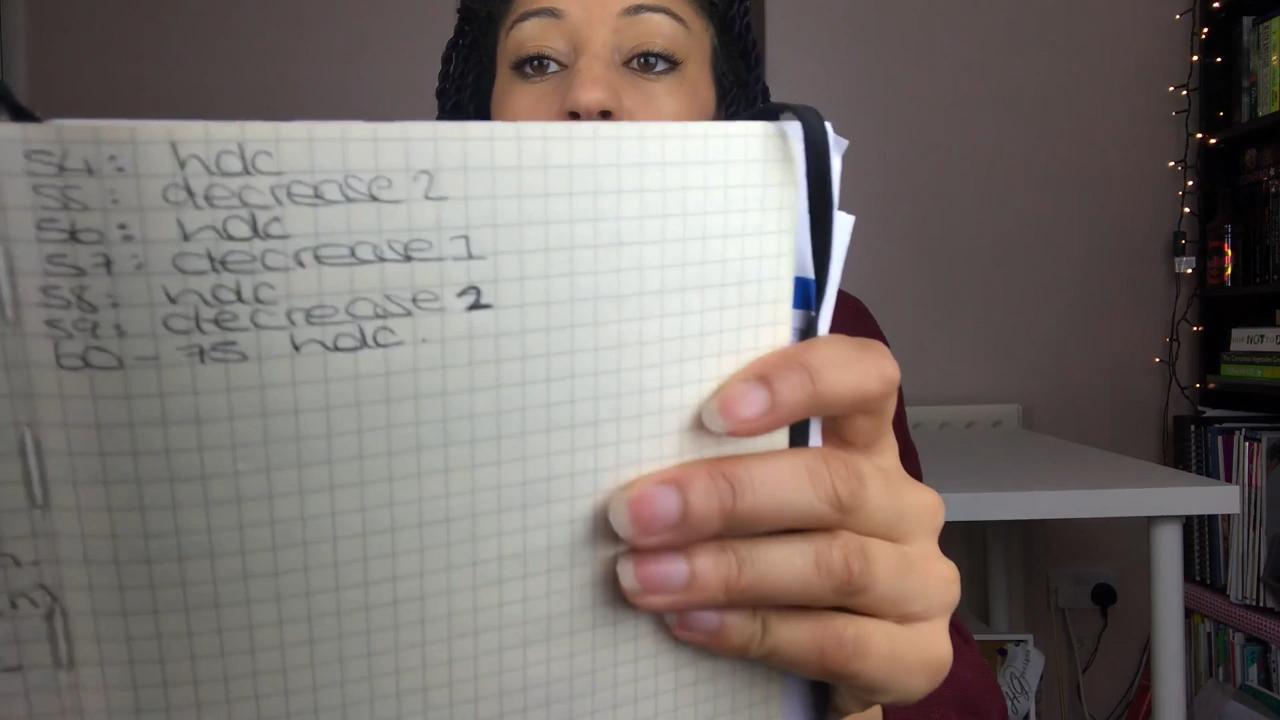 54: hdc
55: decrease 2
56: hdc
57: decrease 1
58: hdc
59: decrease 2
60-75 hdc.